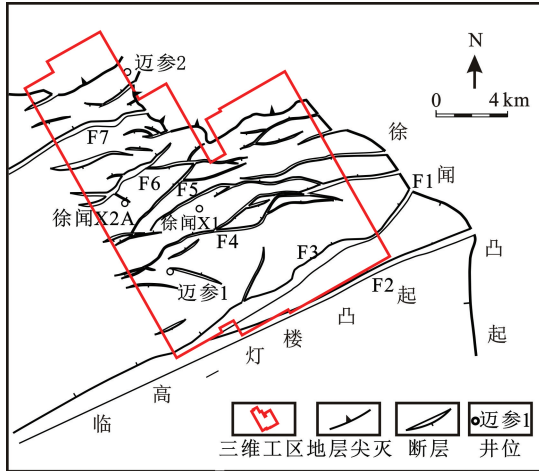 迈参2
N
0 4 km
F7
徐闻凸起
F6
F5
F1
徐闻X2A
徐闻X1
F4
F3
迈参1
F2
临高灯楼凸起
迈参1
三维工区 地层尖灭 断层 井位